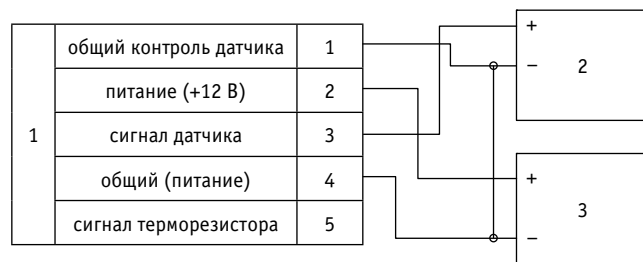 общий контроль датчика 1
питание (+12 В) 2
1 сигнал датчика 3
общий (питание) 4
сигнал терморезистора 5
+
− 2
+
3
−